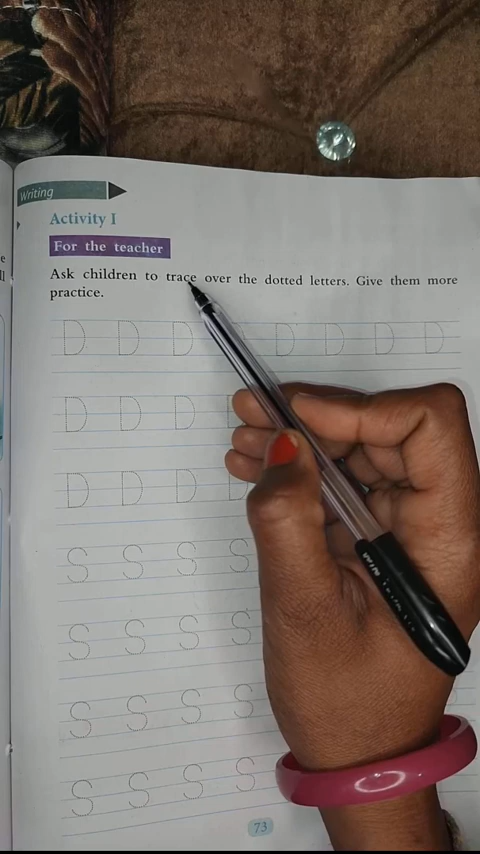 Writing
Activity I
For the teacher
Ask children to trace over the dotted letters. Give them more
practice.
D D D D D D D
D D D
D D D D
S S S S
S S S S
S S S S
S S S S
73